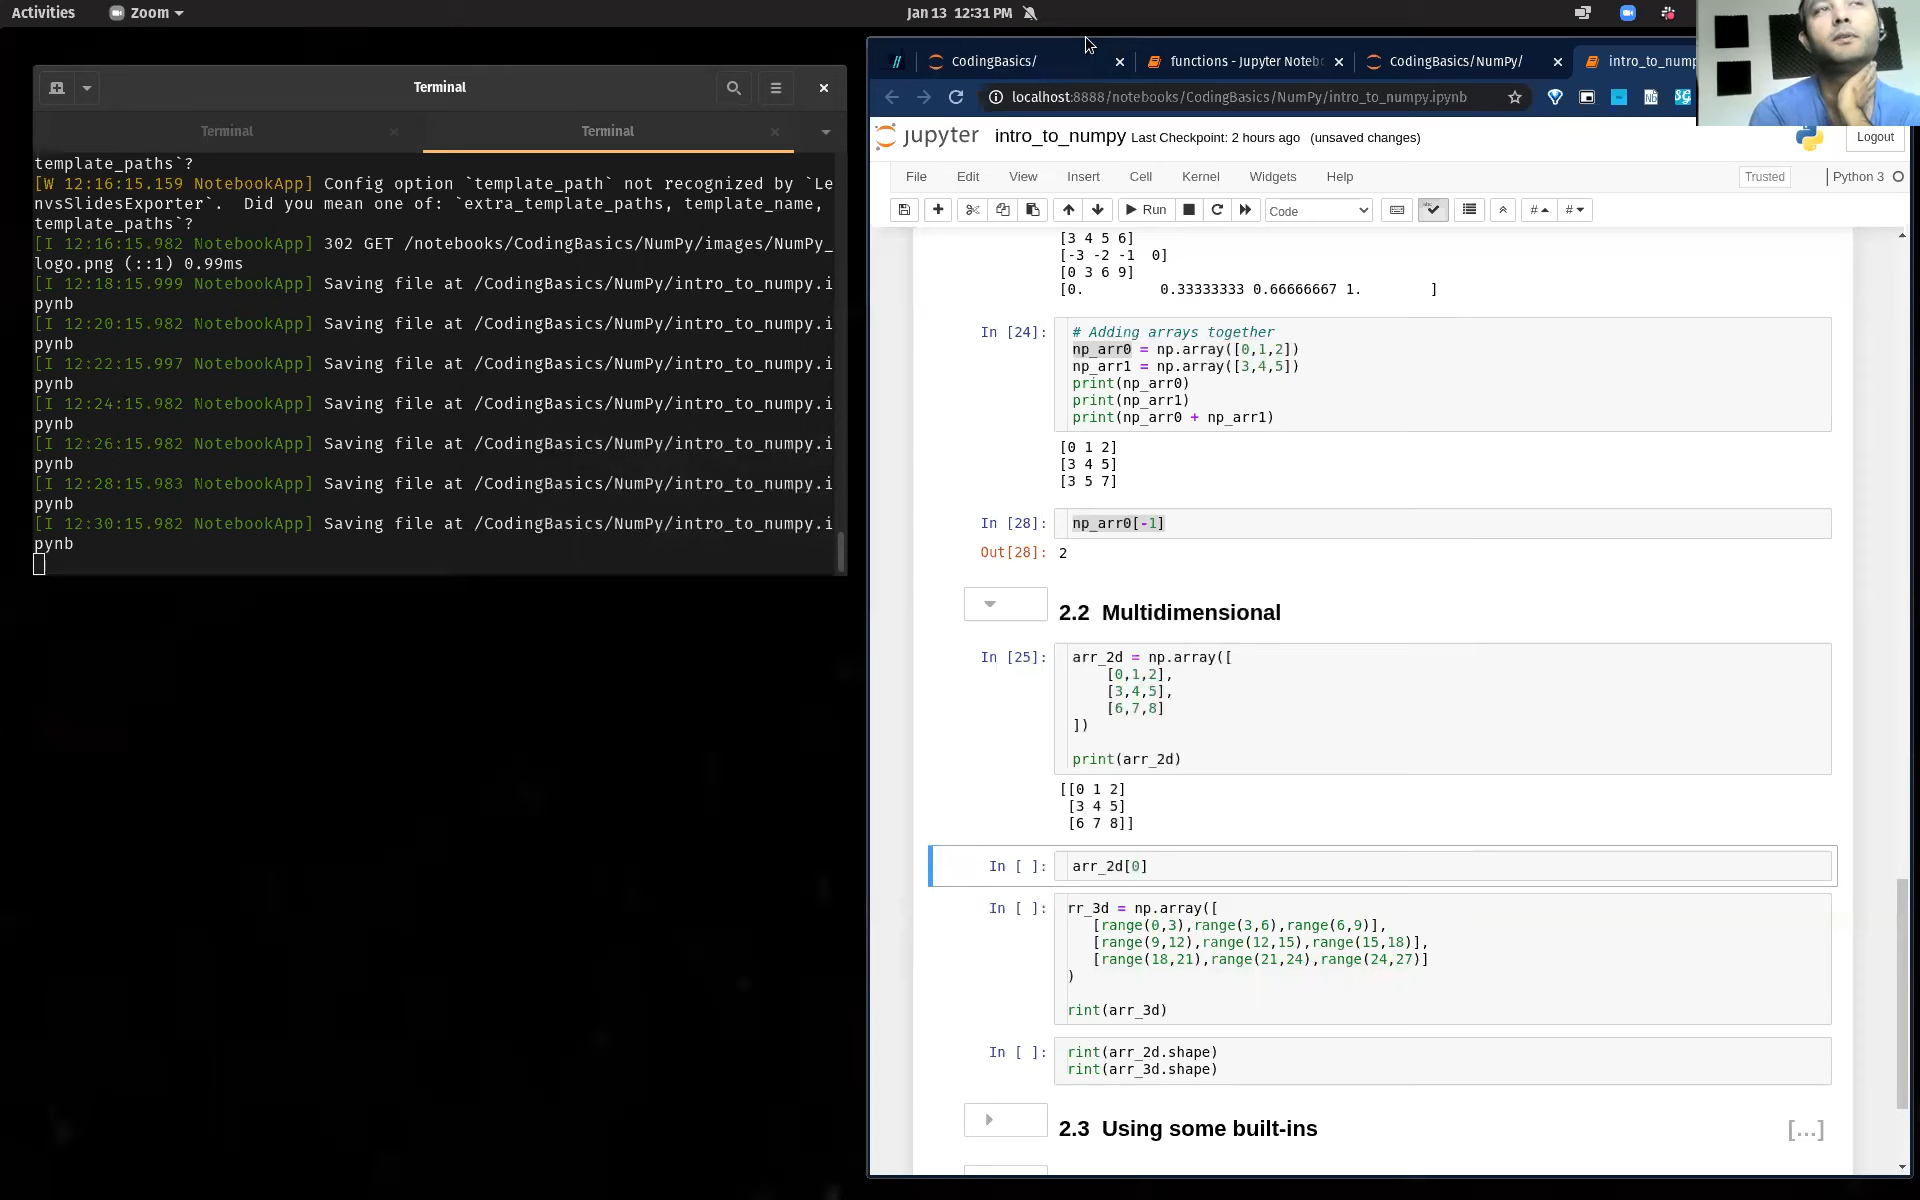 Activities
Zoom
Jan 13 12:31 PM
Terminal
Terminal
Terminal
template_paths`?
[W 12:16:15.159 NotebookApp] Config option `template_path` not recognized by `Le
nvsSlidesExporter`.  Did you mean one of: `extra_template_paths, template_name,
template_paths`?
[I 12:16:15.982 NotebookApp] 302 GET /notebooks/CodingBasics/NumPy/images/NumPy_
logo.png (::1) 0.99ms
[I 12:18:15.999 NotebookApp] Saving file at /CodingBasics/NumPy/intro_to_numpy.i
pynb
[I 12:20:15.982 NotebookApp] Saving file at /CodingBasics/NumPy/intro_to_numpy.i
pynb
[I 12:22:15.997 NotebookApp] Saving file at /CodingBasics/NumPy/intro_to_numpy.i
pynb
[I 12:24:15.982 NotebookApp] Saving file at /CodingBasics/NumPy/intro_to_numpy.i
pynb
[I 12:26:15.982 NotebookApp] Saving file at /CodingBasics/NumPy/intro_to_numpy.i
pynb
[I 12:28:15.983 NotebookApp] Saving file at /CodingBasics/NumPy/intro_to_numpy.i
pynb
[I 12:30:15.982 NotebookApp] Saving file at /CodingBasics/NumPy/intro_to_numpy.i
pynb
// CodingBasics/ functions - Jupyter Noteb CodingBasics/NumPy/ intro_to_nump
localhost:8888/notebooks/CodingBasics/NumPy/intro_to_numpy.ipynb
jupyter intro_to_numpy Last Checkpoint: 2 hours ago (unsaved changes) Logout
File Edit View Insert Cell Kernel Widgets Help Trusted Python 3
Run Code # #
[3 4 5 6]
[-3 -2 -1  0]
[0 3 6 9]
[0.         0.33333333 0.66666667 1.        ]
In [24]: # Adding arrays together
np_arr0 = np.array([0,1,2])
np_arr1 = np.array([3,4,5])
print(np_arr0)
print(np_arr1)
print(np_arr0 + np_arr1)
[0 1 2]
[3 4 5]
[3 5 7]
In [28]: np_arr0[-1]
Out[28]: 2
2.2 Multidimensional
In [25]: arr_2d = np.array([
[0,1,2],
[3,4,5],
[6,7,8]
])
print(arr_2d)
[[0 1 2]
[3 4 5]
[6 7 8]]
In [ ]: arr_2d[0]
In [ ]: rr_3d = np.array([
[range(0,3),range(3,6),range(6,9)],
[range(9,12),range(12,15),range(15,18)],
[range(18,21),range(21,24),range(24,27)]
)
rint(arr_3d)
In [ ]: rint(arr_2d.shape)
rint(arr_3d.shape)
2.3 Using some built-ins [...]